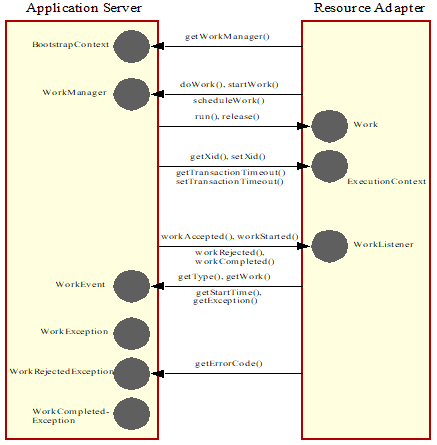 Application Server
Resource Adapter
getWorkManager()
BootstrapContext
doWork(), startWork()
WorkManager
scheduleWork()
run(), release()
Work
getXid(), setXid()
getTransactionTimeout()
setTransactionTimeout()
ExecutionContext
workAccepted(), workStarted()
WorkListener
workRejected(),
workCompleted()
getType(), getWork()
WorkEvent
getStartTime(),
getException()
WorkException
getErrorCode()
WorkRejectedException
WorkCompleted-
Exception